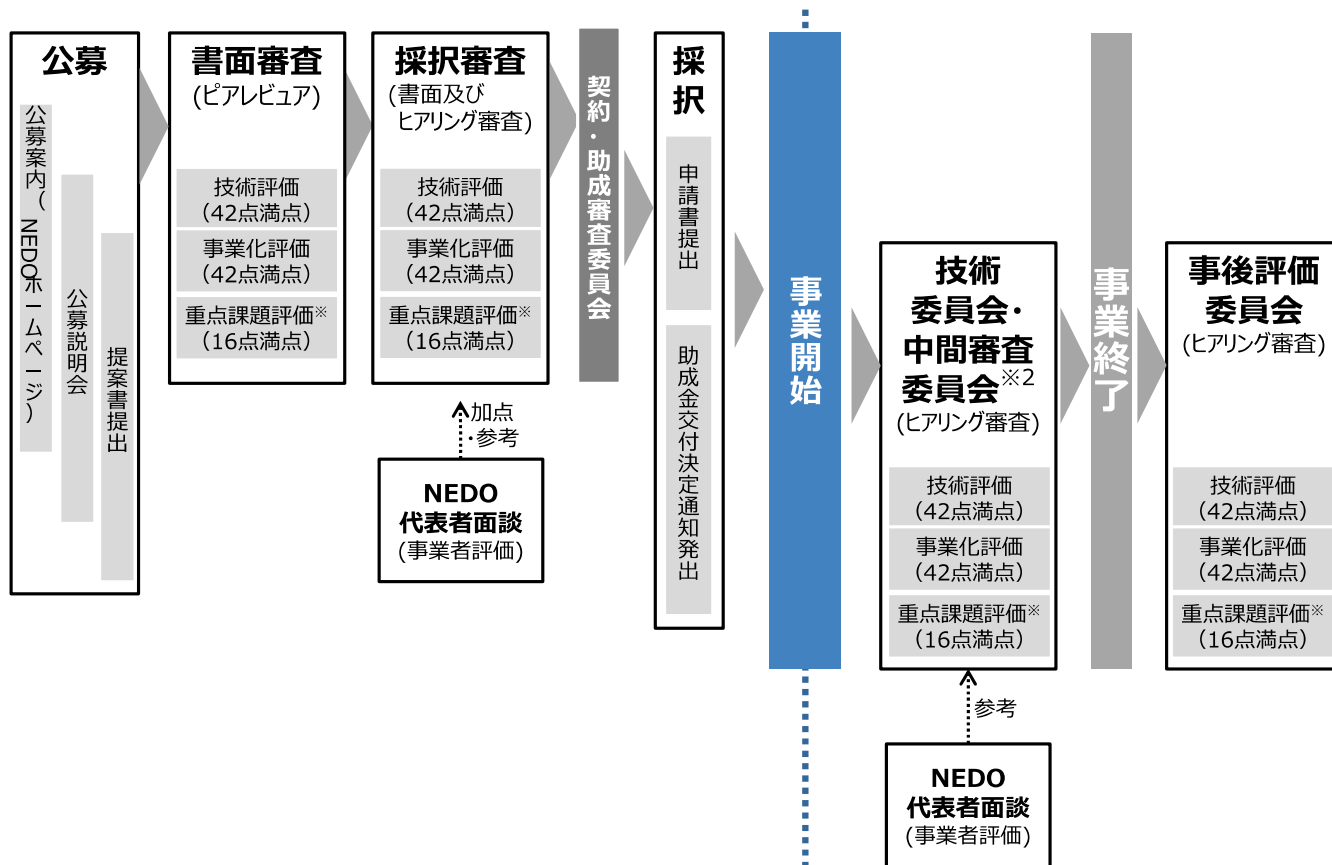 公募
公募案内(NEDOホームページ)
公募説明会
提案書提出
書面審査
(ピアレビュア)
技術評価
(42点満点)
事業化評価
(42点満点)
重点課題評価※
(16点満点)
採択審査
(書面及び
ヒアリング審査)
技術評価
(42点満点)
事業化評価
(42点満点)
重点課題評価※
(16点満点)
加点
・参考
NEDO
代表者面談
(事業者評価)
契約・助成審査委員会
採択
申請書提出
助成金交付決定通知発出
事業開始
技術
委員会・
中間審査
委員会※2
(ヒアリング審査)
技術評価
(42点満点)
事業化評価
(42点満点)
重点課題評価※
(16点満点)
参考
NEDO
代表者面談
(事業者評価)
事業終了
事後評価
委員会
(ヒアリング審査)
技術評価
(42点満点)
事業化評価
(42点満点)
重点課題評価※
(16点満点)